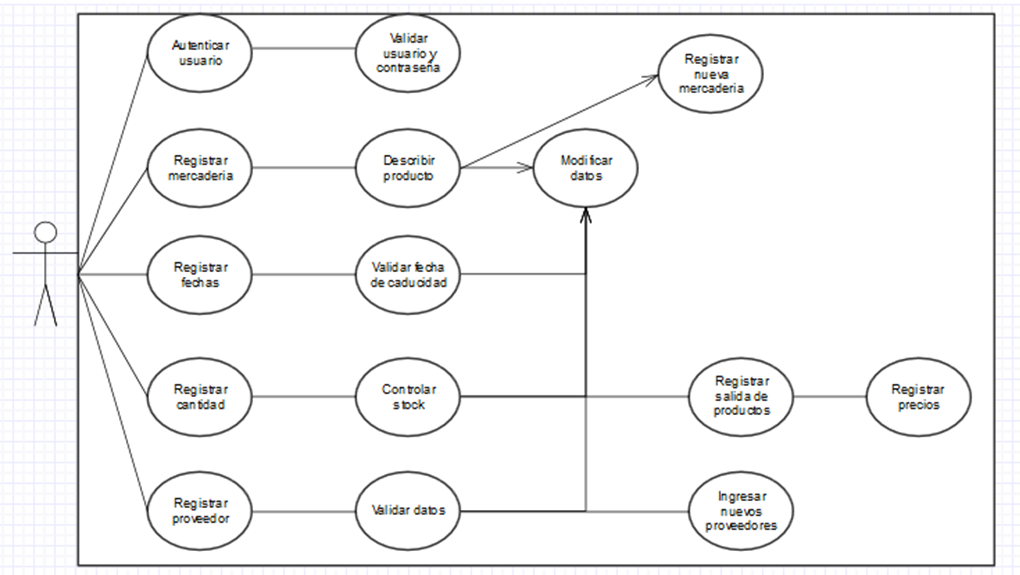 Autenticar
usuario
Validar
usuario y
contraseña
Registrar
nueva
mercaderia
Registrar
mercaderia
Describir
producto
Modificar
datos
Registrar
fechas
Validar fecha
de caducidad
Registrar
cantidad
Controlar
stock
Registrar
salida de
productos
Registrar
precios
Registrar
proveedor
Validar datos
Ingresar
nuevos
proveedores